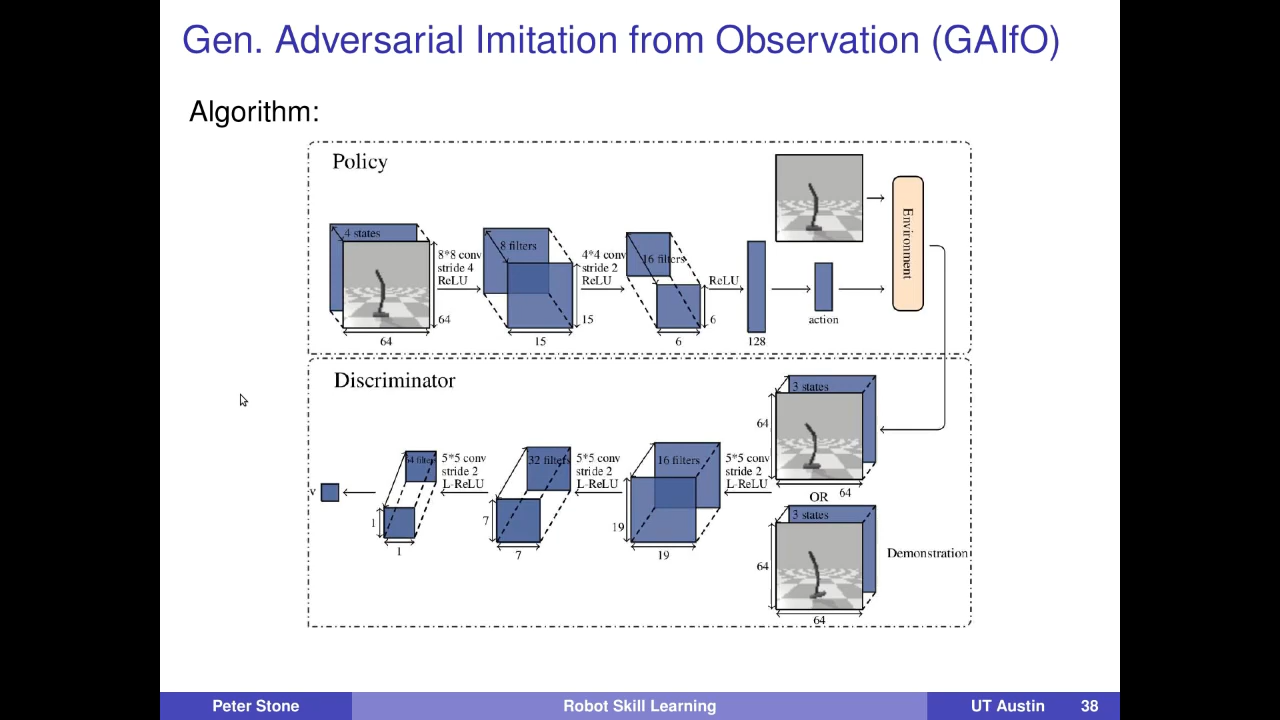 Gen. Adversarial Imitation from Observation (GAIfO)
Algorithm:
Policy
4 states
64
64
8*8 conv
stride 4
ReLU
8 filters
15
15
4*4 conv
stride 2
ReLU
16 filters
6
6
ReLU
128
action
Environment
Discriminator
3 states
64
64
OR
3 states
64
64
Demonstration
5*5 conv
stride 2
L-ReLU
16 filters
19
19
5*5 conv
stride 2
L-ReLU
32 filters
7
7
5*5 conv
stride 2
L-ReLU
64 filters
1
1
v
Peter Stone
Robot Skill Learning
UT Austin
38